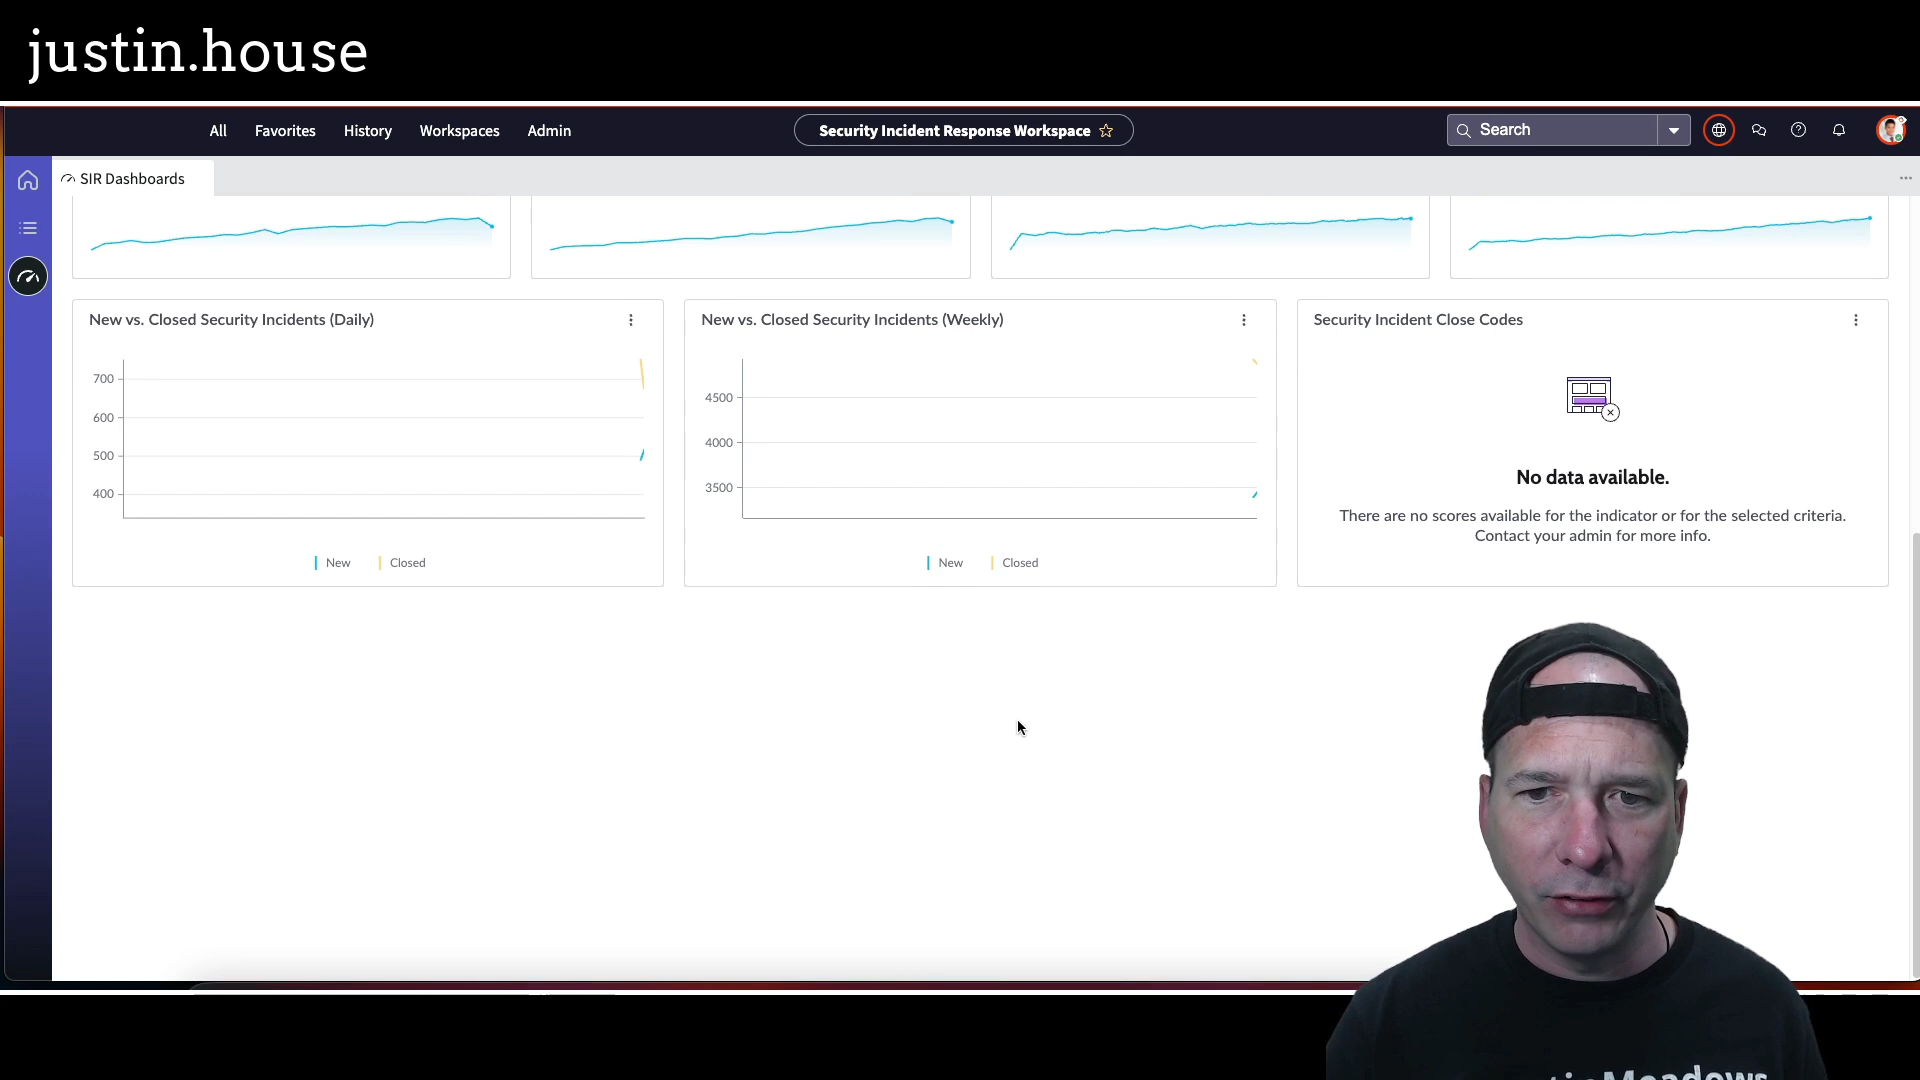 justin.house
All Favorites History Workspaces Admin
Security Incident Response Workspace
Search
SIR Dashboards
New vs. Closed Security Incidents (Daily)
700
600
500
400
New Closed
New vs. Closed Security Incidents (Weekly)
4500
4000
3500
New Closed
Security Incident Close Codes
No data available.
There are no scores available for the indicator or for the selected criteria.
Contact your admin for more info.